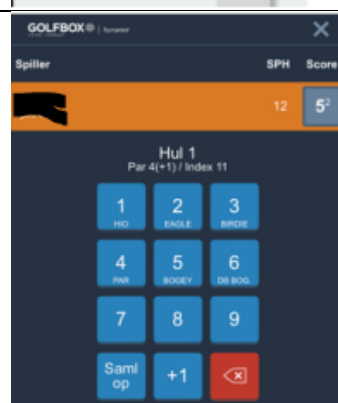 GOLFBOX
Spiller SPH Score
12 5²
Hul 1
Par 4(+1) / Index 11
1 2 3
HIO EAGLE BIRDIE
4 5 6
PAR BOGEY DB BOG.
7 8 9
Saml
op +1